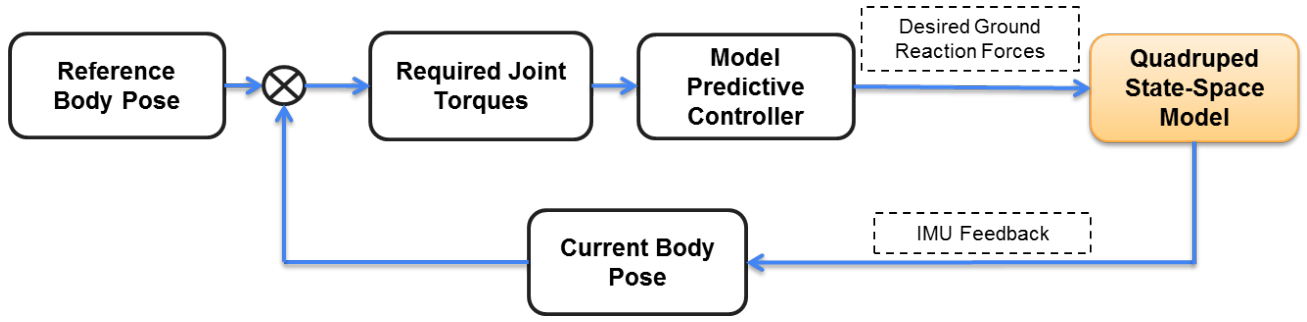 Reference
Body Pose
Required Joint
Torques
Model
Predictive
Controller
Desired Ground
Reaction Forces
Quadruped
State-Space
Model
IMU Feedback
Current Body
Pose